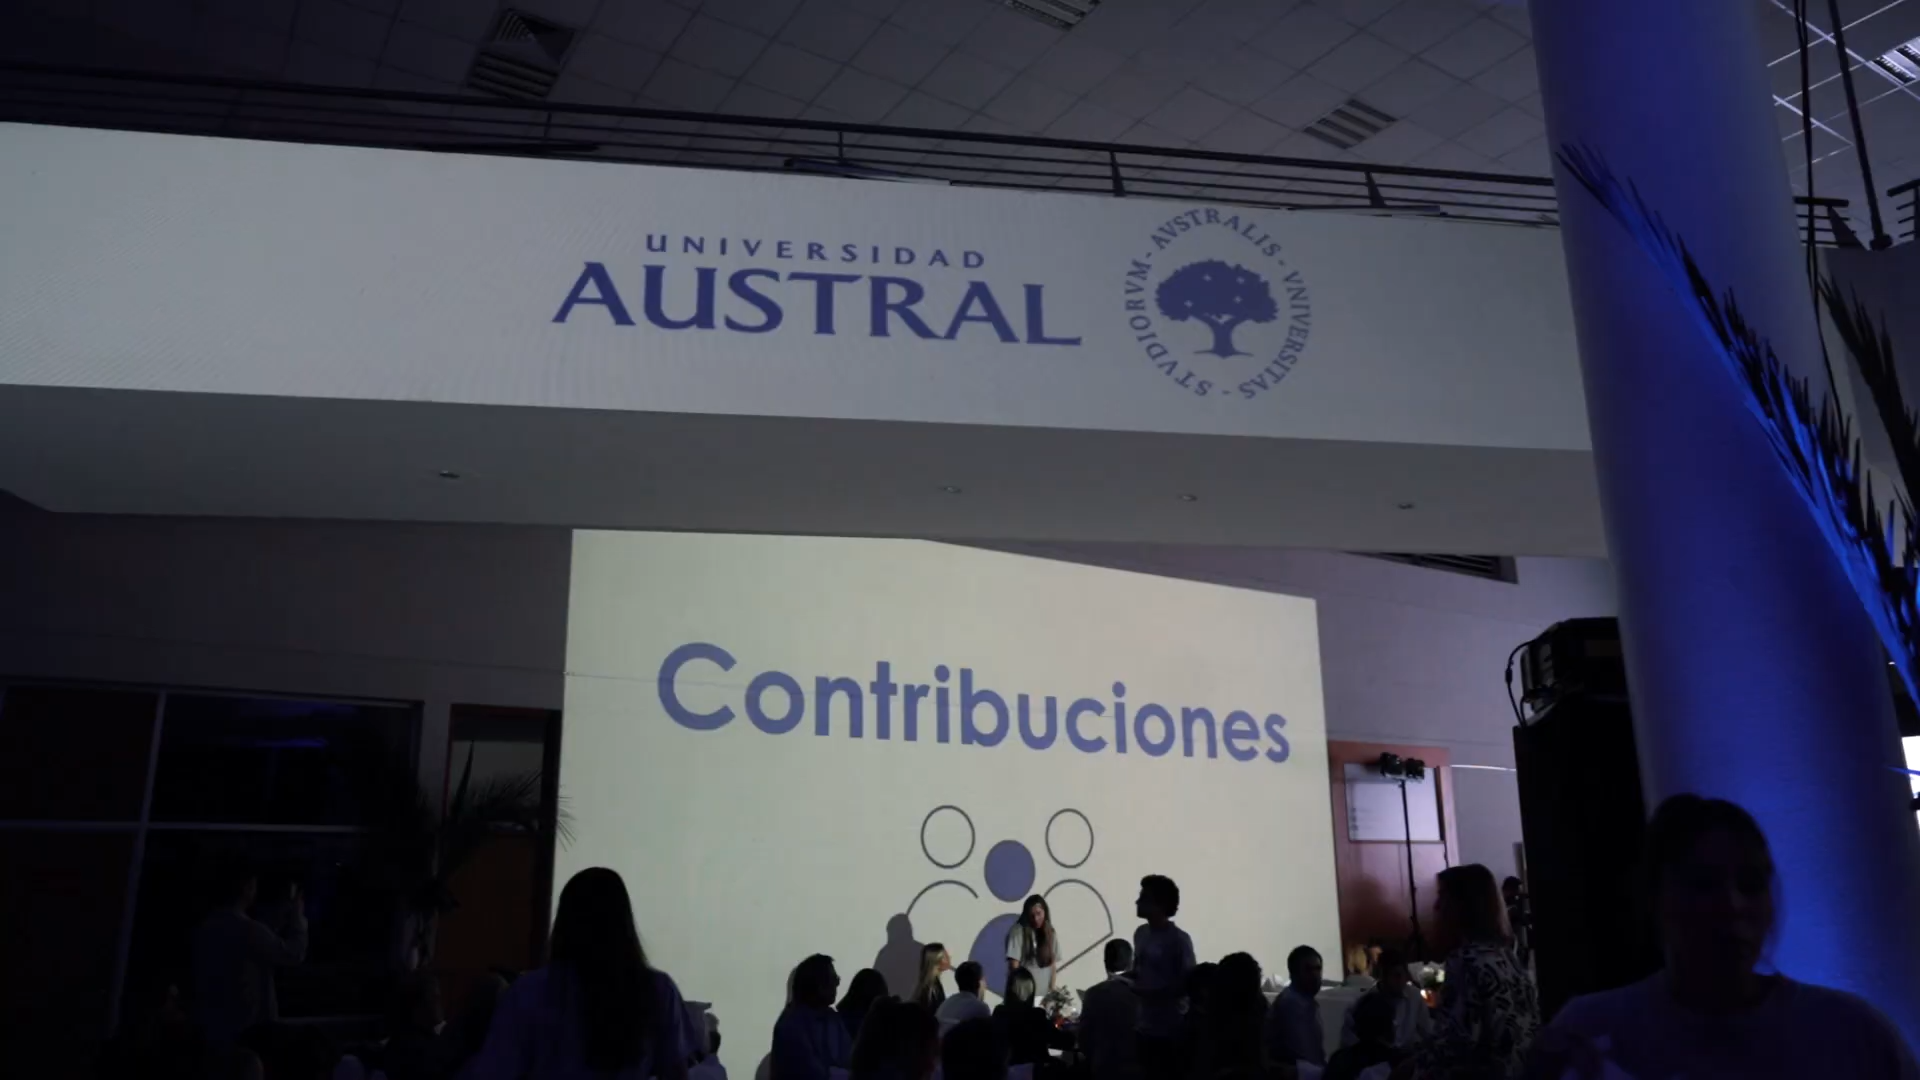 UNIVERSIDAD
AUSTRAL
STVDIORVM - AVSTRALIS - VNIVERSITAS -
Contribuciones